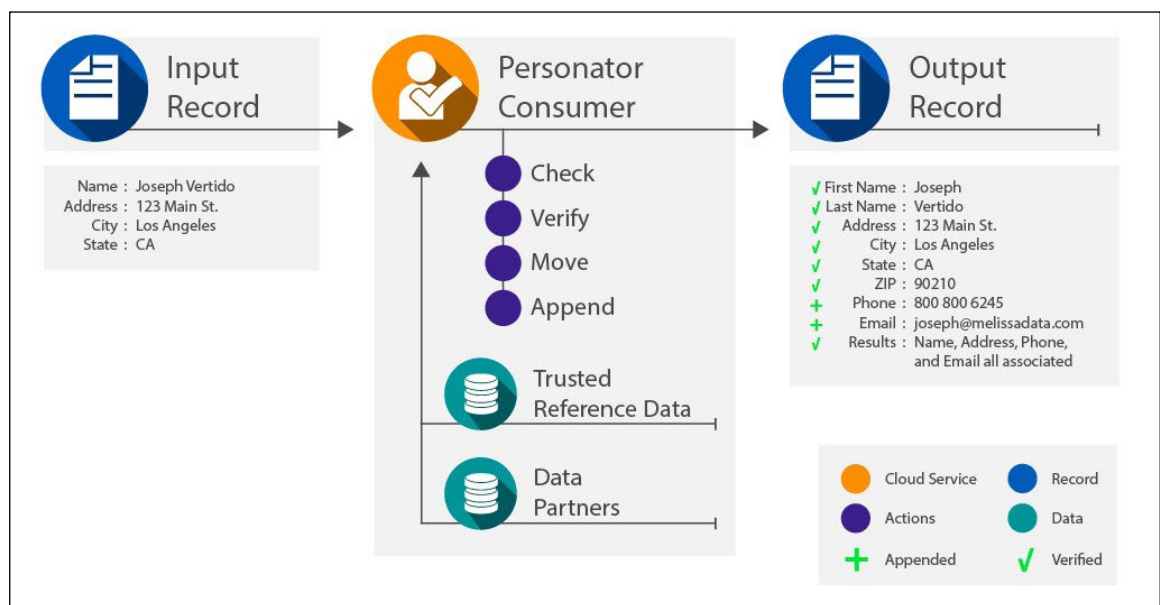 Input
Record
Name : Joseph Vertido
Address : 123 Main St.
City : Los Angeles
State : CA
Personator
Consumer
Check
Verify
Move
Append
Trusted
Reference Data
Data
Partners
Output
Record
√ First Name : Joseph
√ Last Name : Vertido
√ Address : 123 Main St.
√ City : Los Angeles
√ State : CA
√ ZIP : 90210
+ Phone : 800 800 6245
+ Email : joseph@melissadata.com
√ Results : Name, Address, Phone,
and Email all associated
Cloud Service
Record
Actions
Data
+ Appended
√ Verified